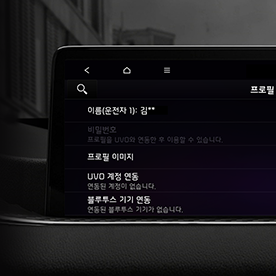 프로필
이름(운전자 1): 김**
비밀번호
프로필을 UVO와 연동한 후 이용할 수 있습니다.
프로필 이미지
UVO 계정 연동
연동된 계정이 없습니다.
블루투스 기기 연동
연동된 블루투스 기기가 없습니다.